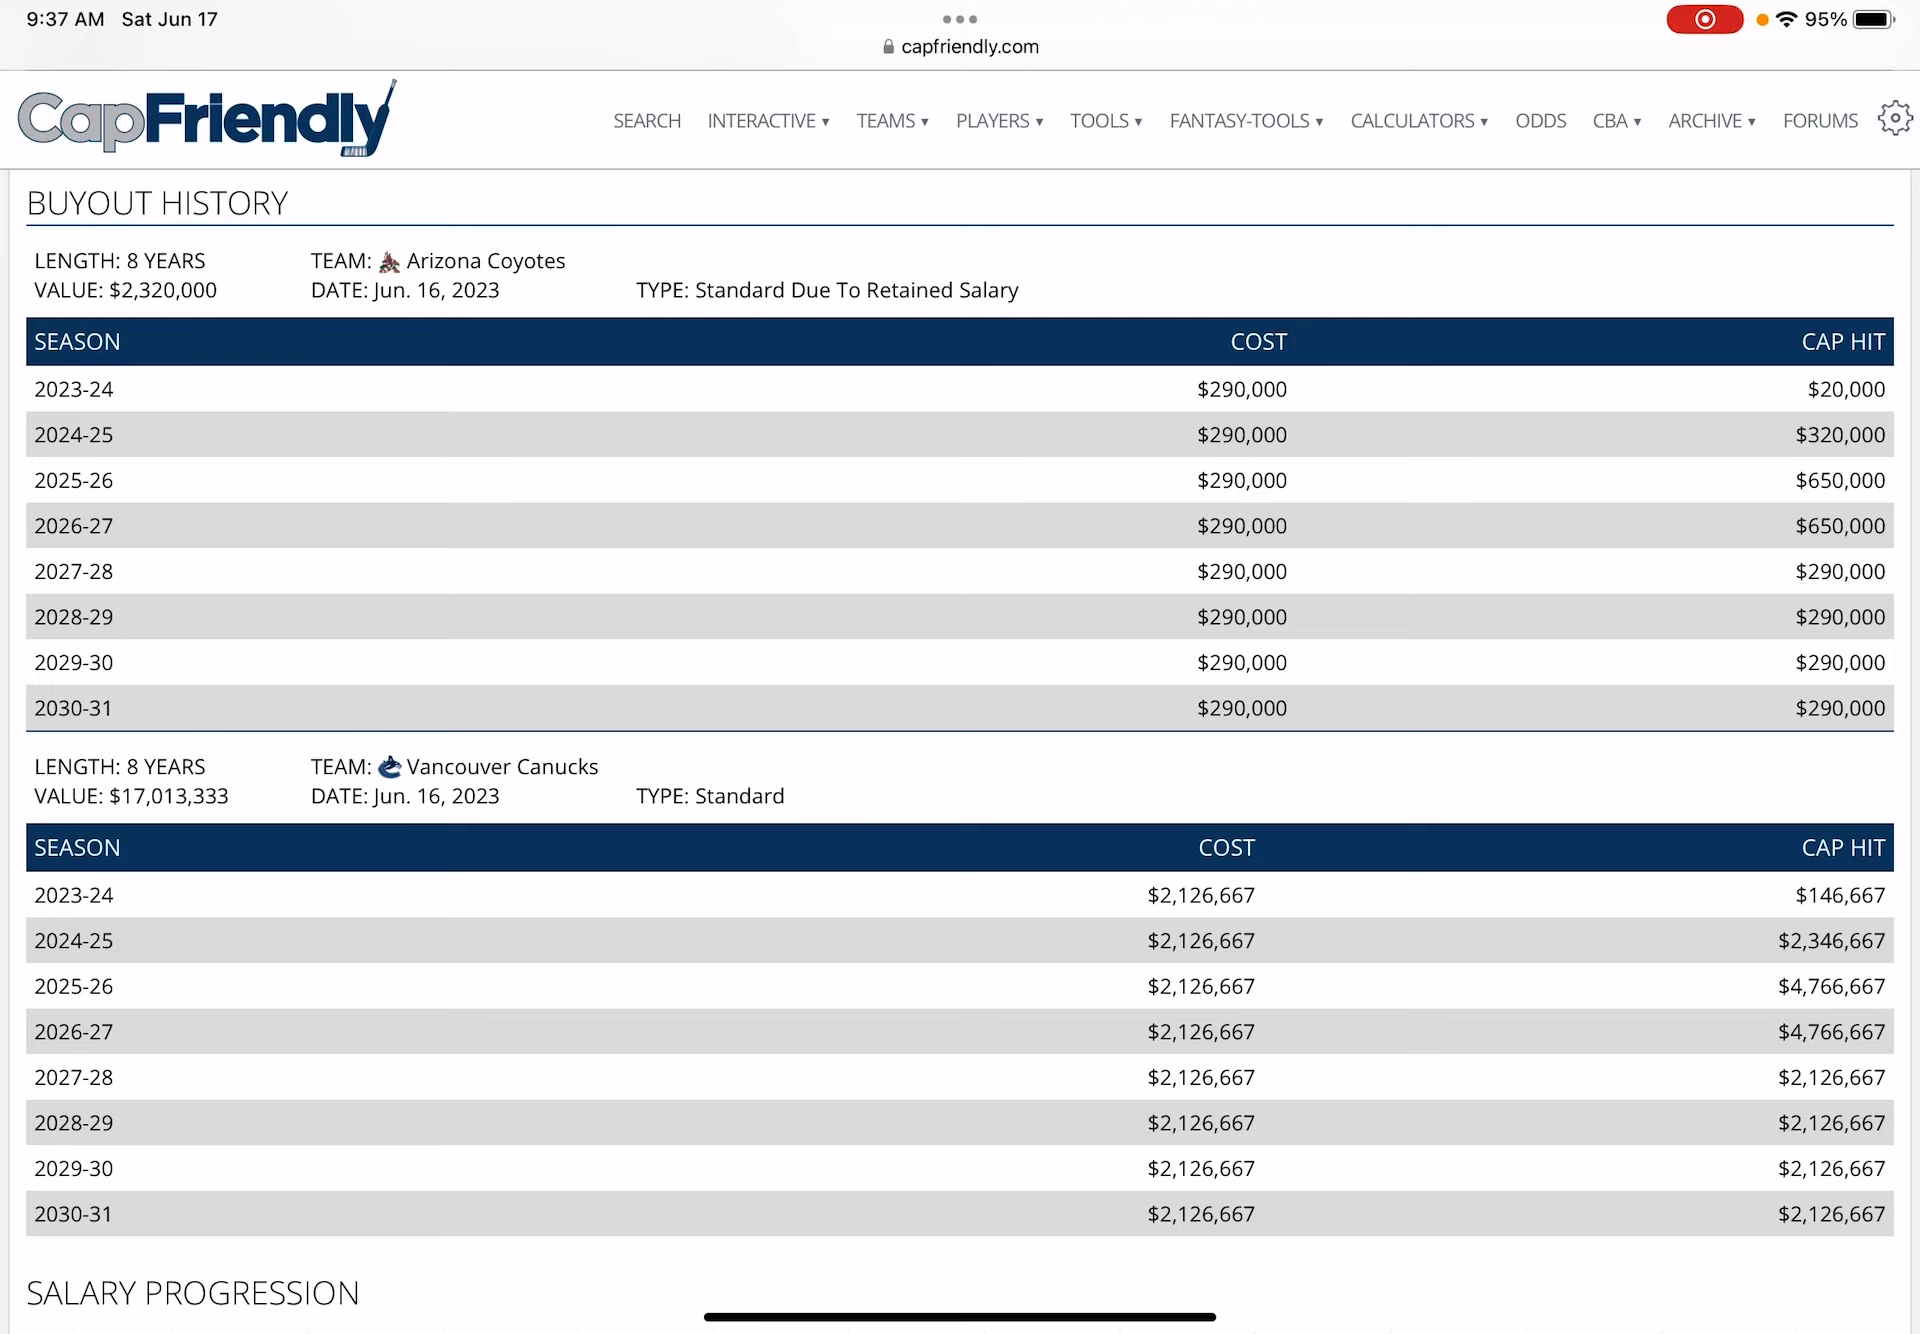 9:37 AM Sat Jun 17
95%
capfriendly.com
CapFriendly
SEARCH INTERACTIVE ▾ TEAMS ▾ PLAYERS ▾ TOOLS ▾ FANTASY-TOOLS ▾ CALCULATORS ▾ ODDS CBA ▾ ARCHIVE ▾ FORUMS
BUYOUT HISTORY
LENGTH: 8 YEARS TEAM: Arizona Coyotes
VALUE: $2,320,000 DATE: Jun. 16, 2023 TYPE: Standard Due To Retained Salary
SEASON COST CAP HIT
2023-24 $290,000 $20,000
2024-25 $290,000 $320,000
2025-26 $290,000 $650,000
2026-27 $290,000 $650,000
2027-28 $290,000 $290,000
2028-29 $290,000 $290,000
2029-30 $290,000 $290,000
2030-31 $290,000 $290,000
LENGTH: 8 YEARS TEAM: Vancouver Canucks
VALUE: $17,013,333 DATE: Jun. 16, 2023 TYPE: Standard
SEASON COST CAP HIT
2023-24 $2,126,667 $146,667
2024-25 $2,126,667 $2,346,667
2025-26 $2,126,667 $4,766,667
2026-27 $2,126,667 $4,766,667
2027-28 $2,126,667 $2,126,667
2028-29 $2,126,667 $2,126,667
2029-30 $2,126,667 $2,126,667
2030-31 $2,126,667 $2,126,667
SALARY PROGRESSION